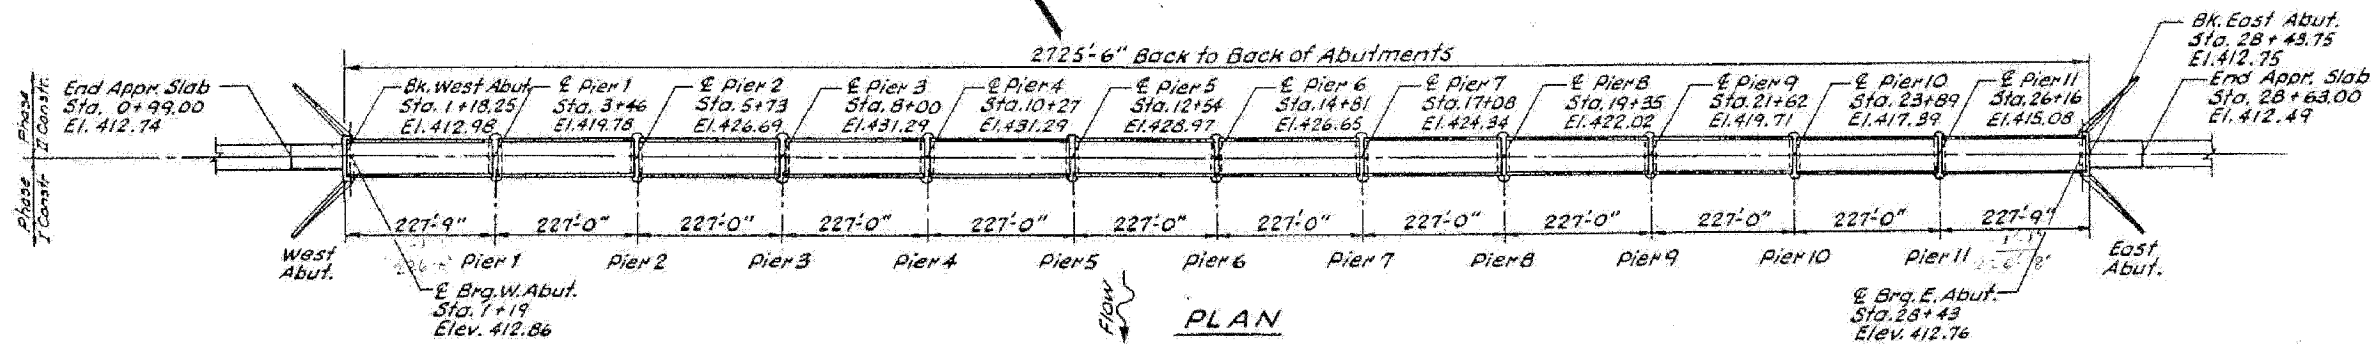 2725'-6" Back to Back of Abutments
Bk. East Abut.
Sta. 28+43.75
El. 412.75
End Appr. Slab
Sta. 28+63.00
El. 412.49
End Appr. Slab
Sta. 0+99.00
El. 412.74
Bk. West Abut.
Sta. 1+18.25
El. 412.98
℄ Pier 1
Sta. 3+46
El. 419.78
℄ Pier 2
Sta. 5+73
El. 426.69
℄ Pier 3
Sta. 8+00
El. 431.29
℄ Pier 4
Sta. 10+27
El. 431.29
℄ Pier 5
Sta. 12+54
El. 428.97
℄ Pier 6
Sta. 14+81
El. 426.65
℄ Pier 7
Sta. 17+08
El. 424.34
℄ Pier 8
Sta. 19+35
El. 422.02
℄ Pier 9
Sta. 21+62
El. 419.71
℄ Pier 10
Sta. 23+89
El. 417.39
℄ Pier 11
Sta. 26+16
El. 415.08
Phase
II Constr.
Phase
I Constr.
227'-9" 227'-0" 227'-0" 227'-0" 227'-0" 227'-0" 227'-0" 227'-0" 227'-0" 227'-0" 227'-0" 227'-9"
West
Abut.
Pier 1 Pier 2 Pier 3 Pier 4 Pier 5 Pier 6 Pier 7 Pier 8 Pier 9 Pier 10 Pier 11
East
Abut.
℄ Brg. W. Abut.
Sta. 1+19
Elev. 412.86
Flow
PLAN
℄ Brg. E. Abut.
Sta. 28+43
Elev. 412.76